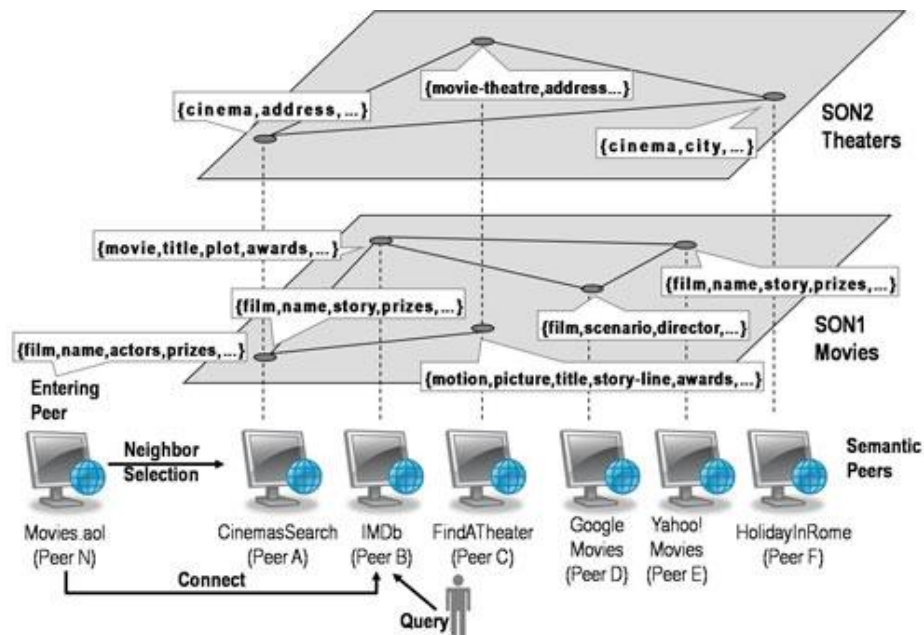 {movie-theatre,address...}
{cinema,address,...}
{cinema,city,...}
SON2
Theaters
{movie,title,plot,awards,...}
{film,name,story,prizes,...}
{film,name,story,prizes,...}
{film,scenario,director,...}
SON1
Movies
{film,name,actors,prizes,...}
{motion,picture,title,story-line,awards,...}
Entering
Peer
Neighbor
Selection
Semantic
Peers
Movies.aol
(Peer N)
CinemasSearch
(Peer A)
IMDb
(Peer B)
FindATheater
(Peer C)
Google
Movies
(Peer D)
Yahoo!
Movies
(Peer E)
HolidayInRome
(Peer F)
Connect
Query